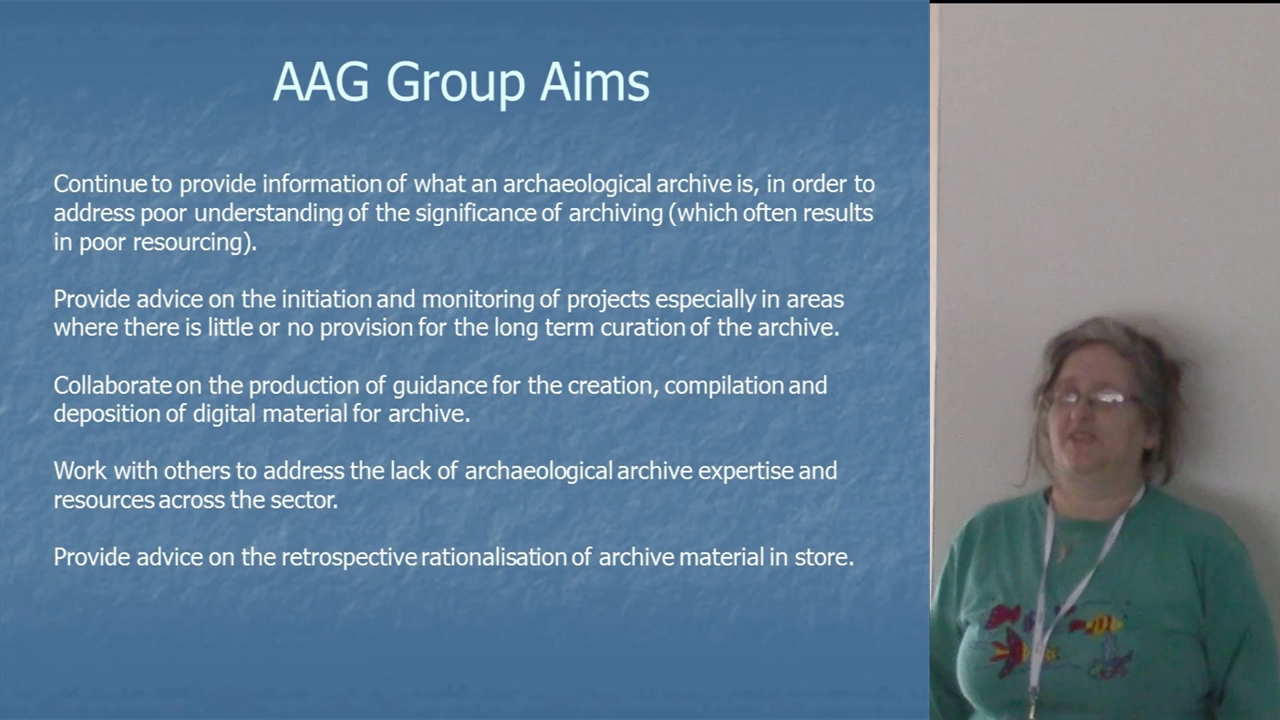 AAG Group Aims
Continue to provide information of what an archaeological archive is, in order to
address poor understanding of the significance of archiving (which often results
in poor resourcing).
Provide advice on the initiation and monitoring of projects especially in areas
where there is little or no provision for the long term curation of the archive.
Collaborate on the production of guidance for the creation, compilation and
deposition of digital material for archive.
Work with others to address the lack of archaeological archive expertise and
resources across the sector.
Provide advice on the retrospective rationalisation of archive material in store.